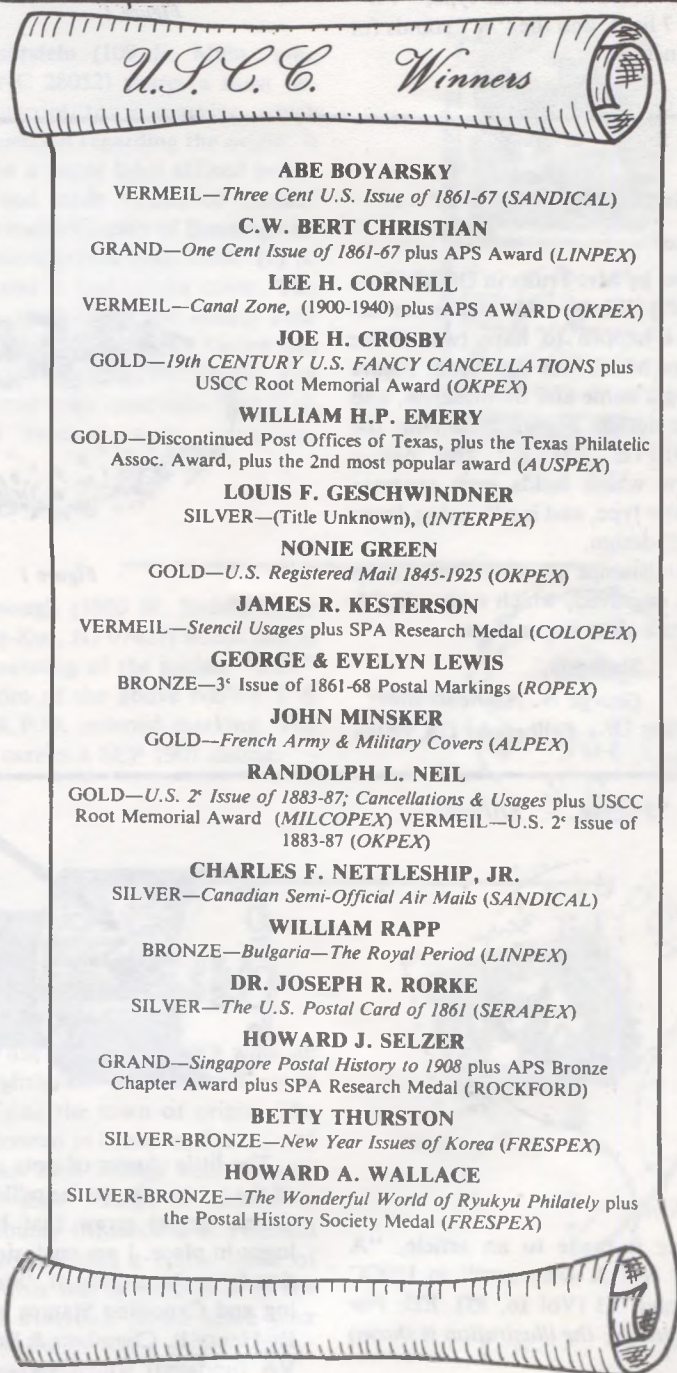 U.S.C.C. Winners
ABE BOYARSKY
VERMEIL—Three Cent U.S. Issue of 1861-67 (SANDICAL)
C.W. BERT CHRISTIAN
GRAND—One Cent Issue of 1861-67 plus APS Award (LINPEX)
LEE H. CORNELL
VERMEIL—Canal Zone, (1900-1940) plus APS AWARD (OKPEX)
JOE H. CROSBY
GOLD—19th CENTURY U.S. FANCY CANCELLATIONS plus
USCC Root Memorial Award (OKPEX)
WILLIAM H.P. EMERY
GOLD—Discontinued Post Offices of Texas, plus the Texas Philatelic
Assoc. Award, plus the 2nd most popular award (AUSPEX)
LOUIS F. GESCHWINDNER
SILVER—(Title Unknown), (INTERPEX)
NONIE GREEN
GOLD—U.S. Registered Mail 1845-1925 (OKPEX)
JAMES R. KESTERSON
VERMEIL—Stencil Usages plus SPA Research Medal (COLOPEX)
GEORGE & EVELYN LEWIS
BRONZE—3ᶜ Issue of 1861-68 Postal Markings (ROPEX)
JOHN MINSKER
GOLD—French Army & Military Covers (ALPEX)
RANDOLPH L. NEIL
GOLD—U.S. 2ᶜ Issue of 1883-87; Cancellations & Usages plus USCC
Root Memorial Award (MILCOPEX) VERMEIL—U.S. 2ᶜ Issue of
1883-87 (OKPEX)
CHARLES F. NETTLESHIP, JR.
SILVER—Canadian Semi-Official Air Mails (SANDICAL)
WILLIAM RAPP
BRONZE—Bulgaria—The Royal Period (LINPEX)
DR. JOSEPH R. RORKE
SILVER—The U.S. Postal Card of 1861 (SERAPEX)
HOWARD J. SELZER
GRAND—Singapore Postal History to 1908 plus APS Bronze
Chapter Award plus SPA Research Medal (ROCKFORD)
BETTY THURSTON
SILVER-BRONZE—New Year Issues of Korea (FRESPEX)
HOWARD A. WALLACE
SILVER-BRONZE—The Wonderful World of Ryukyu Philately plus
the Postal History Society Medal (FRESPEX)